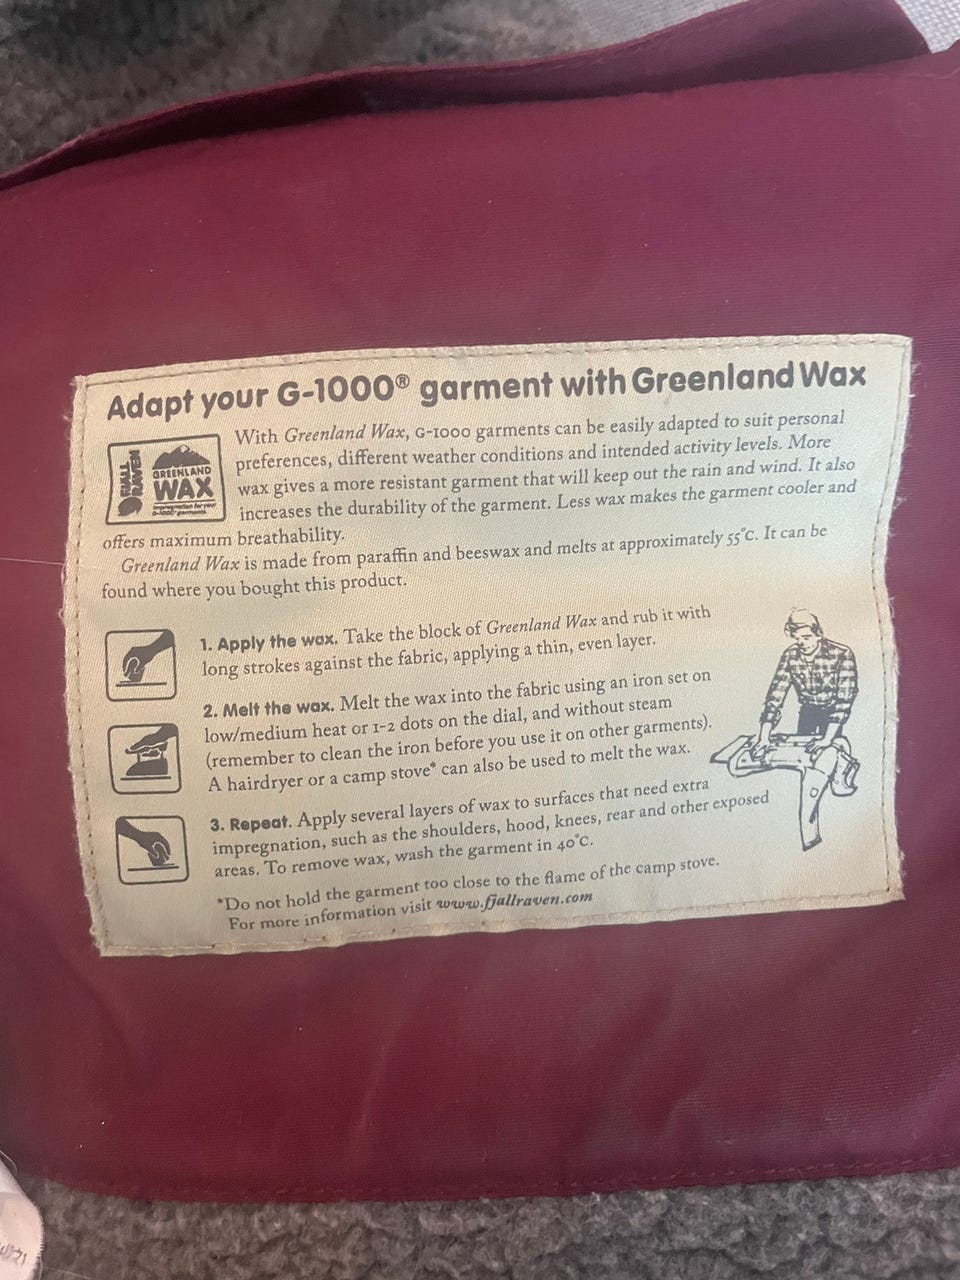 Adapt your G-1000® garment with Greenland Wax
FJALL
RAVEN
GREENLAND
WAX
impregnation for your
G-1000® garments
With Greenland Wax, G-1000 garments can be easily adapted to suit personal
preferences, different weather conditions and intended activity levels. More
wax gives a more resistant garment that will keep out the rain and wind. It also
increases the durability of the garment. Less wax makes the garment cooler and
offers maximum breathability.
Greenland Wax is made from paraffin and beeswax and melts at approximately 55°C. It can be
found where you bought this product.
1. Apply the wax. Take the block of Greenland Wax and rub it with
long strokes against the fabric, applying a thin, even layer.
2. Melt the wax. Melt the wax into the fabric using an iron set on
low/medium heat or 1-2 dots on the dial, and without steam
(remember to clean the iron before you use it on other garments).
A hairdryer or a camp stove* can also be used to melt the wax.
3. Repeat. Apply several layers of wax to surfaces that need extra
impregnation, such as the shoulders, hood, knees, rear and other exposed
areas. To remove wax, wash the garment in 40°C.
*Do not hold the garment too close to the flame of the camp stove.
For more information visit www.fjallraven.com